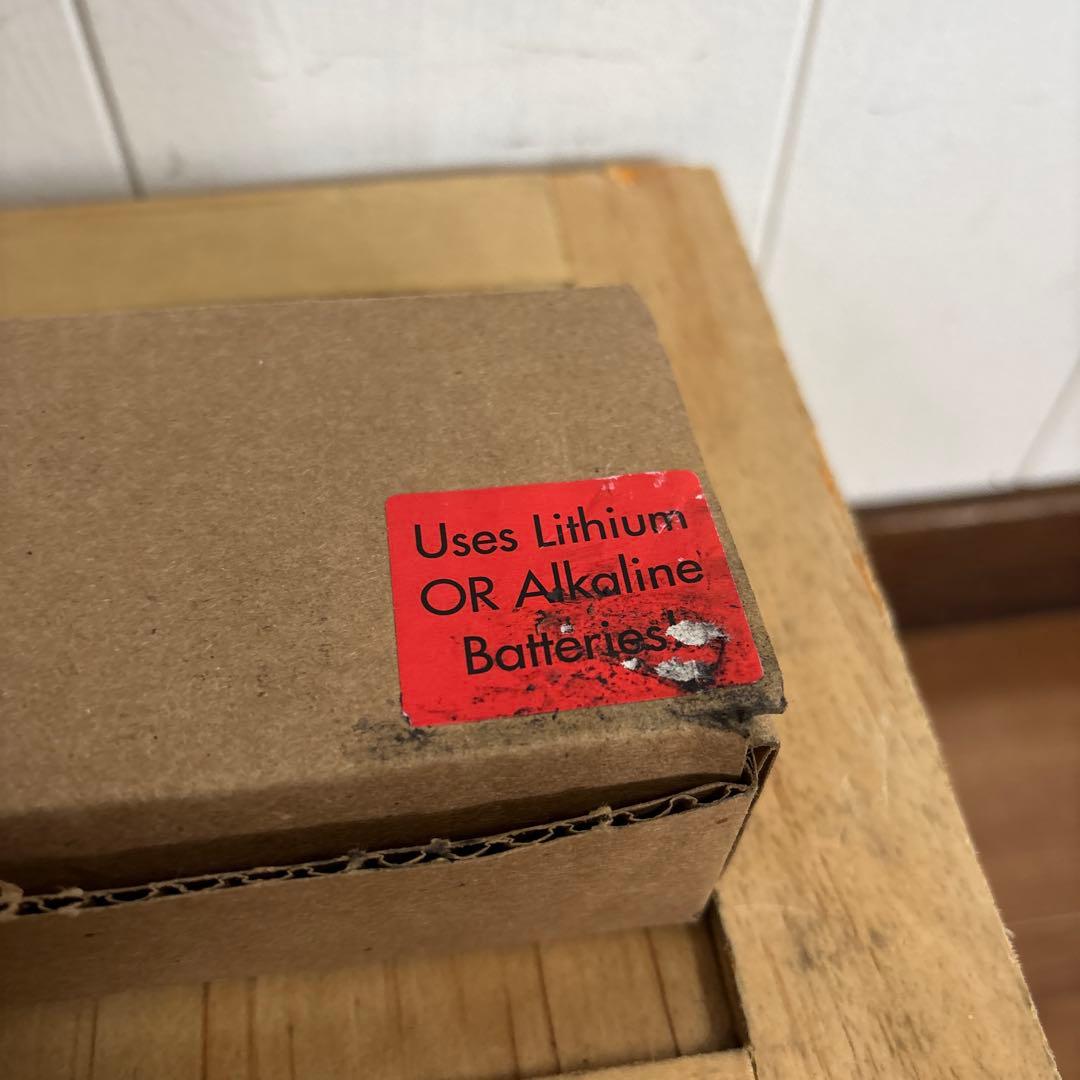 Uses Lithium
OR Alkaline
Batteries!